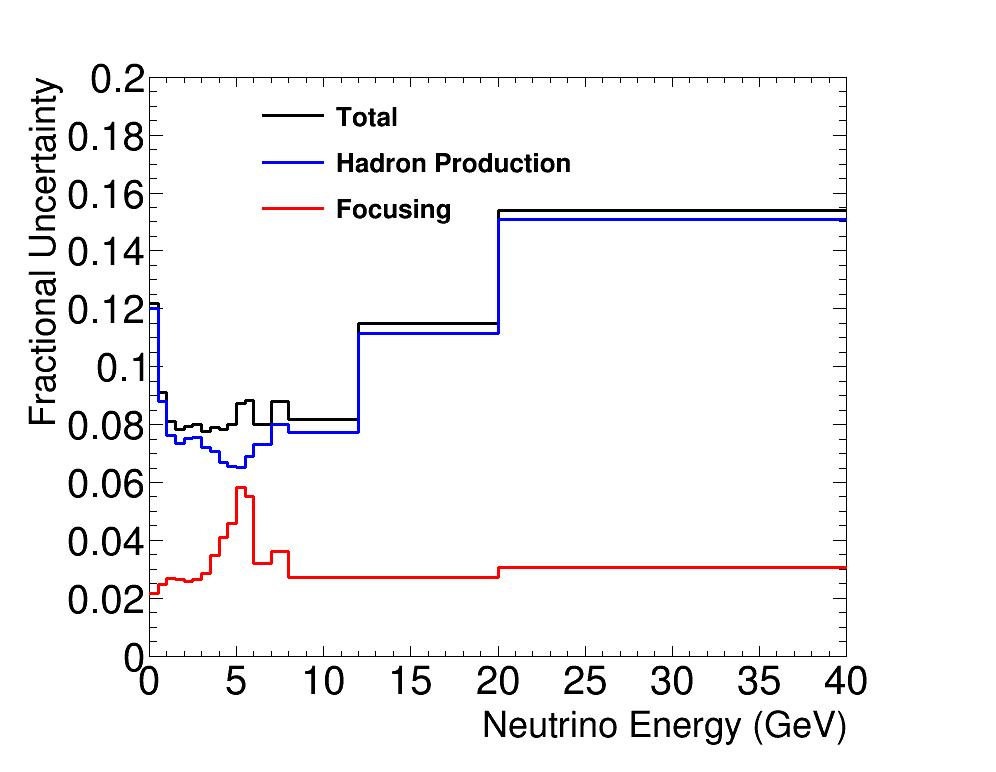 Fractional Uncertainty
0.2
0.18
0.16
0.14
0.12
0.1
0.08
0.06
0.04
0.02
0
Total
Hadron Production
Focusing
0 5 10 15 20 25 30 35 40
Neutrino Energy (GeV)